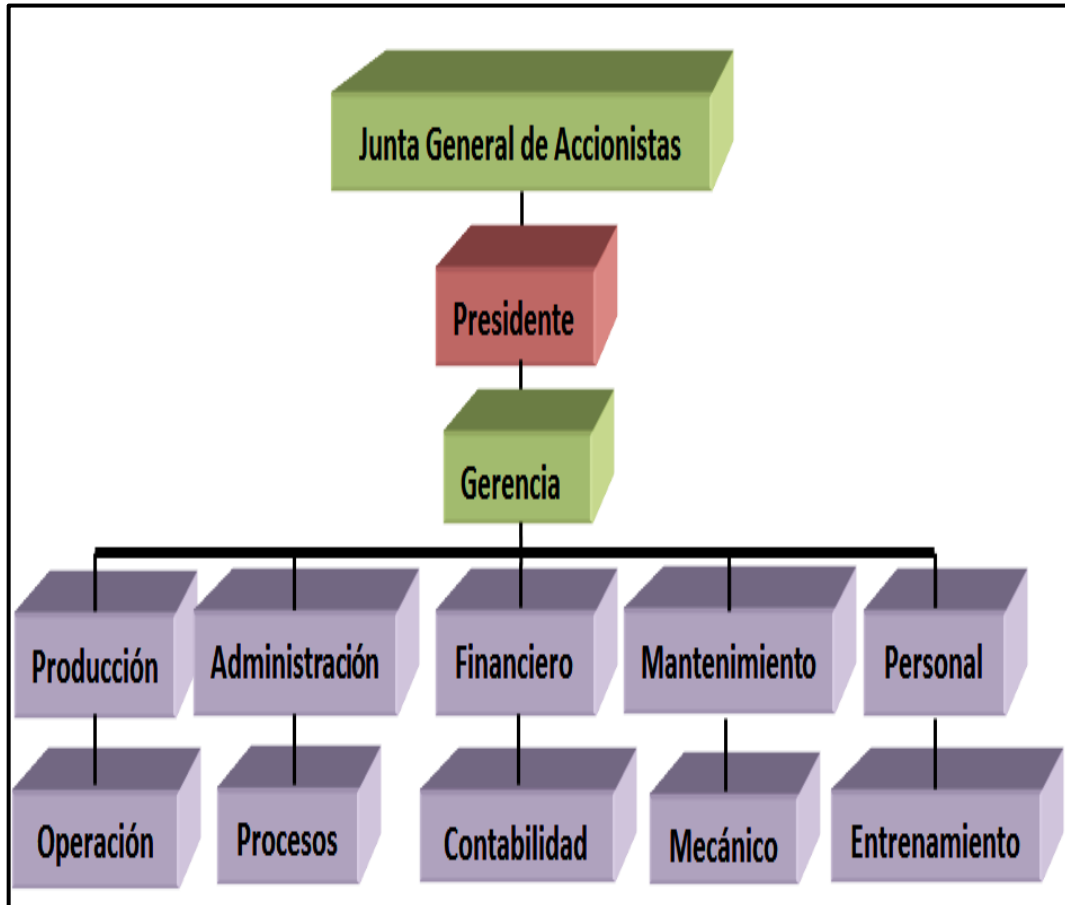 Junta General de Accionistas
Presidente
Gerencia
Producción
Administración
Financiero
Mantenimiento
Personal
Operación
Procesos
Contabilidad
Mecánico
Entrenamiento